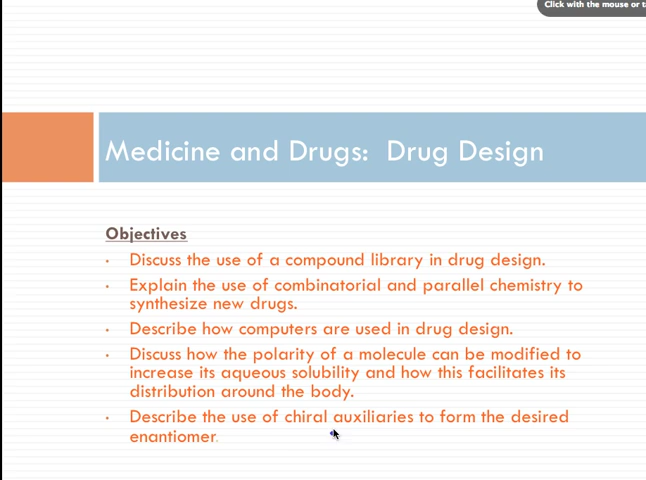 Click with the mouse or
Medicine and Drugs: Drug Design
Objectives
· Discuss the use of a compound library in drug design.
· Explain the use of combinatorial and parallel chemistry to
synthesize new drugs.
· Describe how computers are used in drug design.
· Discuss how the polarity of a molecule can be modified to
increase its aqueous solubility and how this facilitates its
distribution around the body.
· Describe the use of chiral auxiliaries to form the desired
enantiomer.